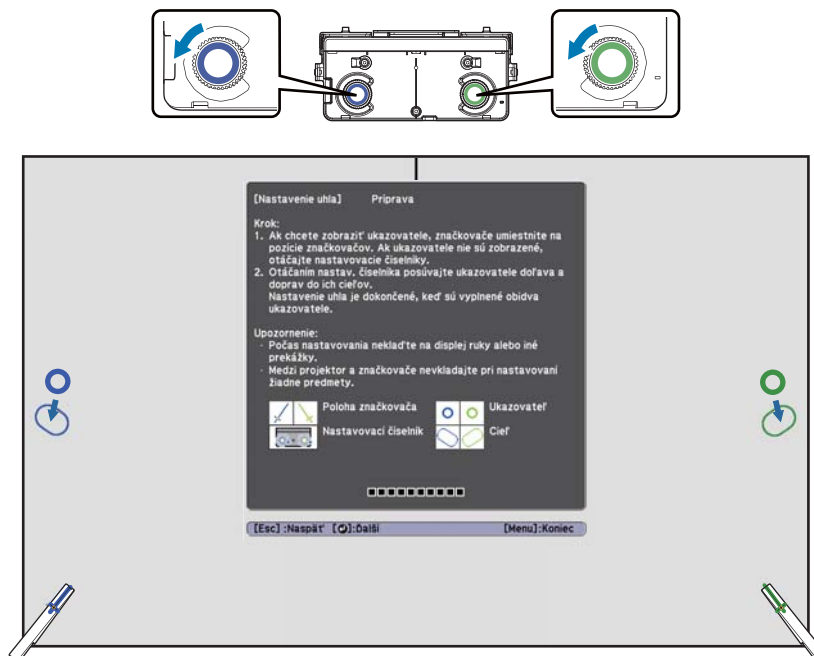 [Nastavenie uhla] Príprava
Krok:
1. Ak chcete zobraziť ukazovatele, značkovače umiestnite na
pozície značkovačov. Ak ukazovatele nie sú zobrazené,
otáčajte nastavovacie číselníky.
2. Otáčaním nastav. číselníka posúvajte ukazovatele doľava a
doprav do ich cieľov.
Nastavenie uhla je dokončené, keď sú vyplnené obidva
ukazovatele.
Upozornenie:
· Počas nastavovania neklaďte na displej ruky alebo iné
prekážky.
· Medzi projektor a značkovače nevkladajte pri nastavovaní
žiadne predmety.
Poloha značkovača Ukazovateľ
Nastavovací číselník Cieľ
[Esc] :Naspäť [↵]:Ďalší [Menu]:Koniec